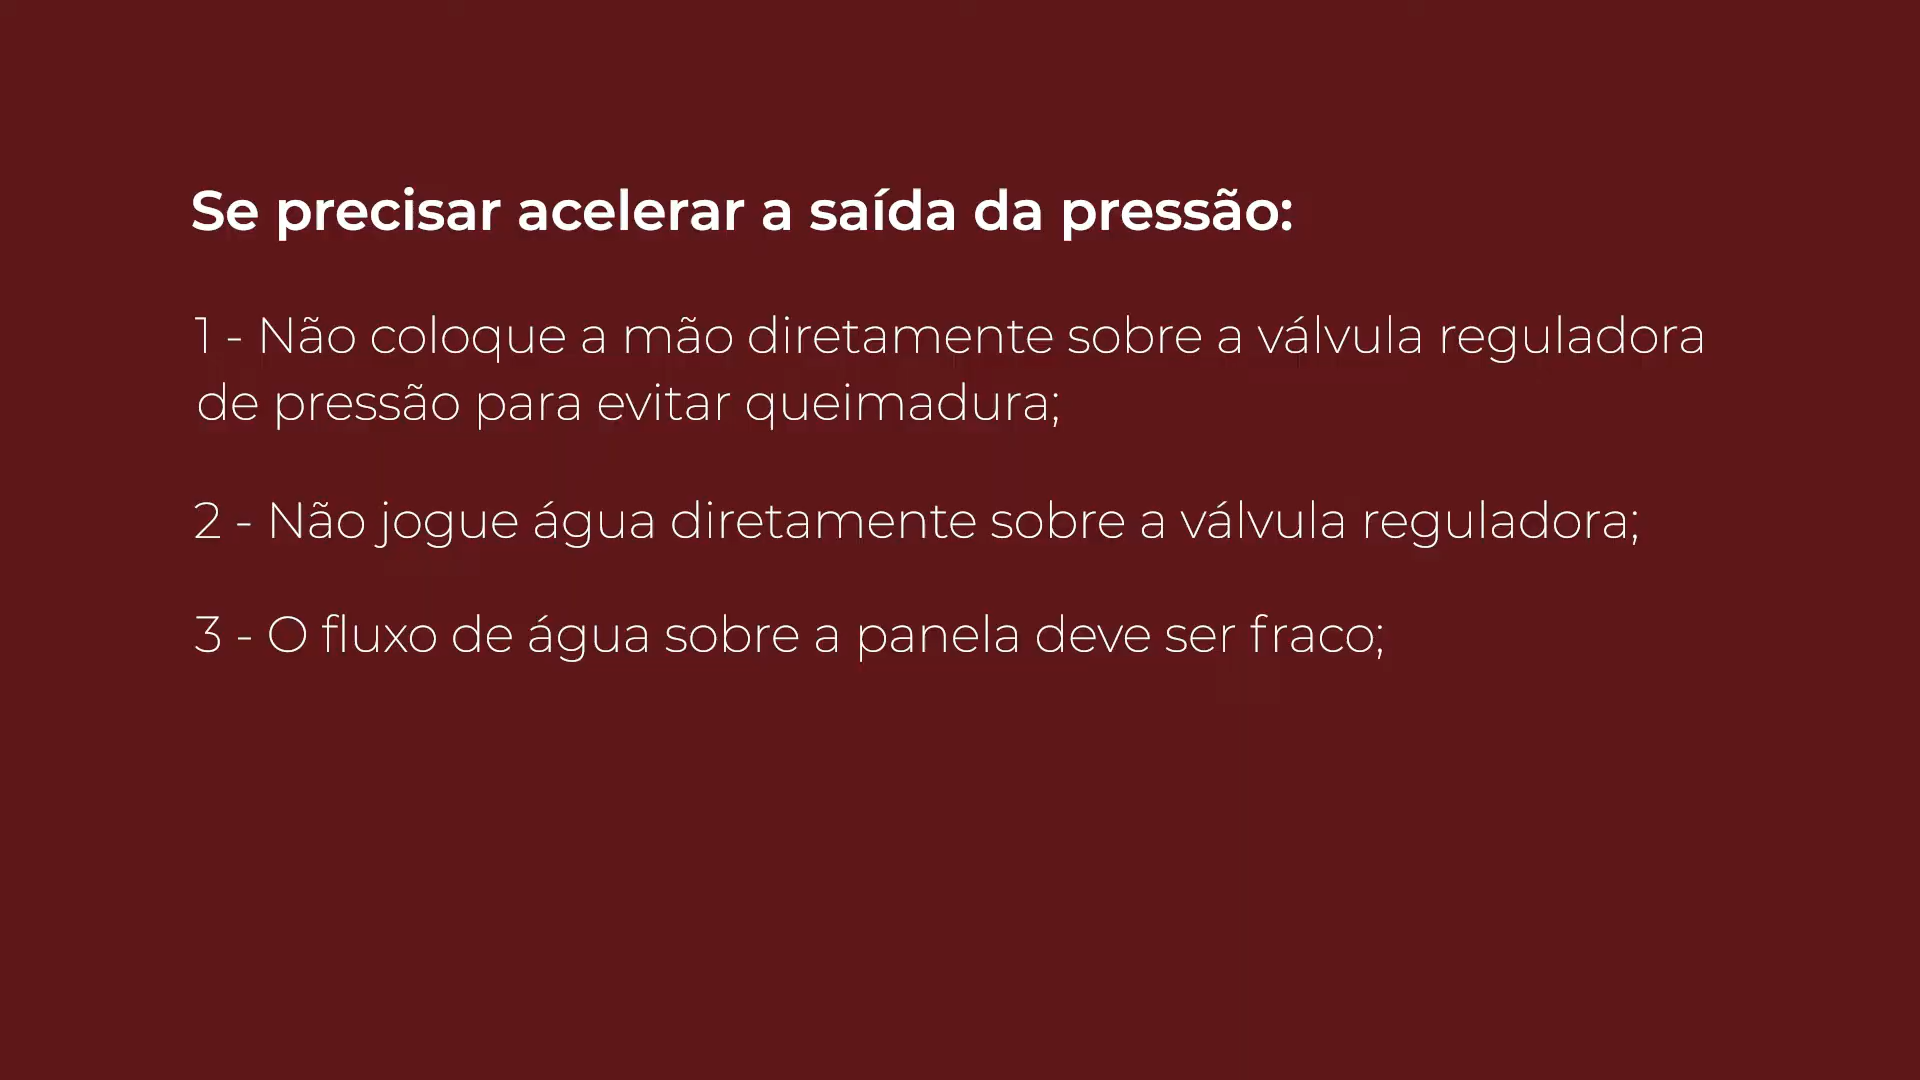 Se precisar acelerar a saída da pressão:
1 - Não coloque a mão diretamente sobre a válvula reguladora
de pressão para evitar queimadura;
2 - Não jogue água diretamente sobre a válvula reguladora;
3 - O fluxo de água sobre a panela deve ser fraco;